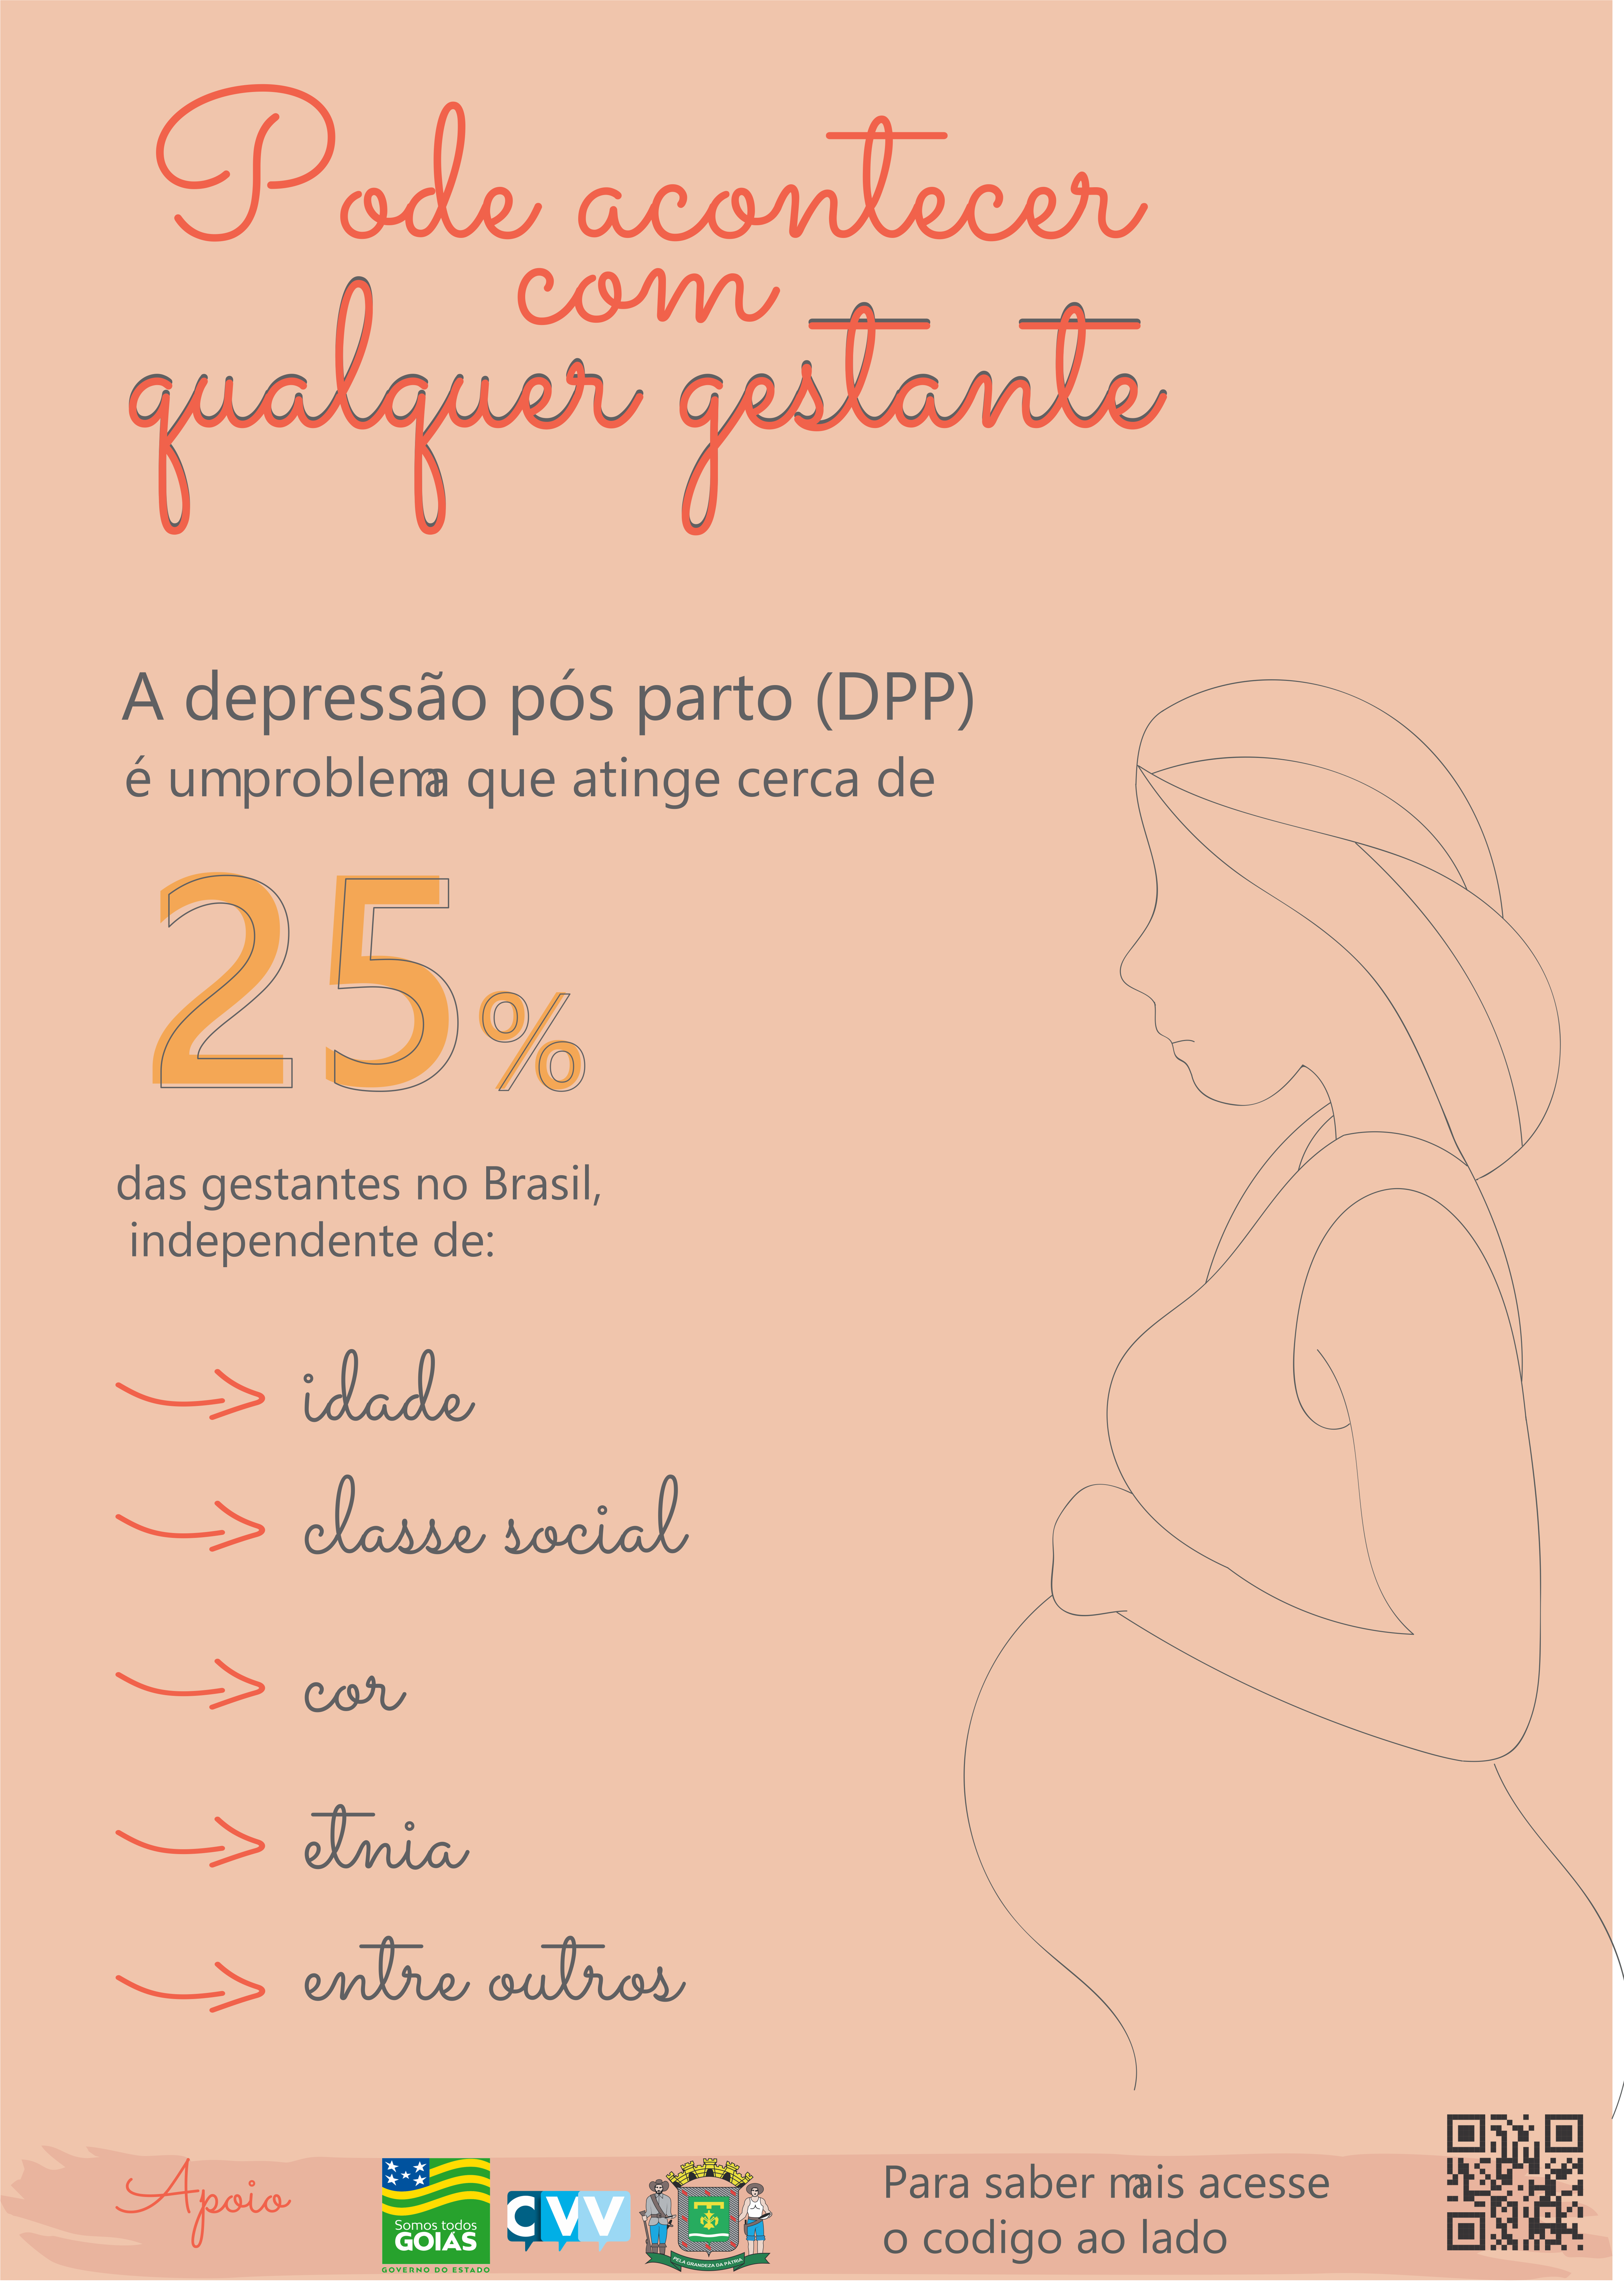 Pode acontecer
com
qualquer gestante
A depressão pós parto (DPP)
é umproblema que atinge cerca de
25%
das gestantes no Brasil,
independente de:
idade
classe social
cor
etnia
entre outros
Apoio
Somos todos
GOIÁS
GOVERNO DO ESTADO
CVV
PELA GRANDEZA DA PÁTRIA
Para saber mais acesse
o codigo ao lado